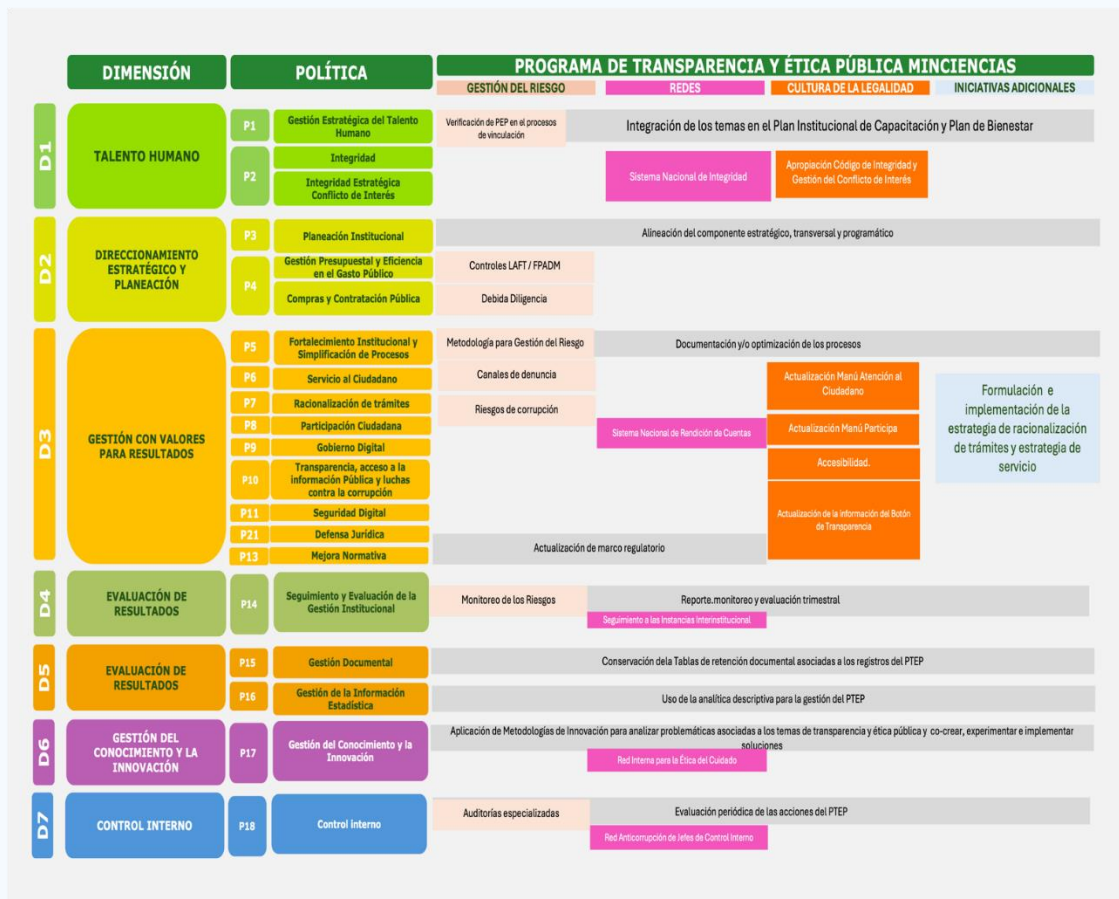 DIMENSIÓN
POLÍTICA
PROGRAMA DE TRANSPARENCIA Y ÉTICA PÚBLICA MINCIENCIAS
GESTIÓN DEL RIESGO
REDES
CULTURA DE LA LEGALIDAD
INICIATIVAS ADICIONALES
D1
TALENTO HUMANO
P1
Gestión Estratégica del Talento
Humano
Verificación de PEP en el procesos
de vinculación
Integración de los temas en el Plan Institucional de Capacitación y Plan de Bienestar
P2
Integridad
Integridad Estratégica
Conflicto de Interés
Sistema Nacional de Integridad
Apropiación Código de Integridad y
Gestión del Conflicto de Interés
D2
DIRECCIONAMIENTO
ESTRATÉGICO Y
PLANEACIÓN
P3
Planeación Institucional
Alineación del componente estratégico, transversal y programático
P4
Gestión Presupuestal y Eficiencia
en el Gasto Público
Controles LAFT / FPADM
Compras y Contratación Pública
Debida Diligencia
D3
GESTIÓN CON VALORES
PARA RESULTADOS
P5
Fortalecimiento Institucional y
Simplificación de Procesos
Metodología para Gestión del Riesgo
Documentación y/o optimización de los procesos
P6
Servicio al Ciudadano
Canales de denuncia
Actualización Manú Atención al
Ciudadano
P7
Racionalización de trámites
Riesgos de corrupción
P8
Participación Ciudadana
Sistema Nacional de Rendición de Cuentas
Actualización Manú Participa
Formulación e
implementación de la
estrategia de racionalización
de trámites y estrategia de
servicio
P9
Gobierno Digital
Accesibilidad.
P10
Transparencia, acceso a la
información Pública y luchas
contra la corrupción
P11
Seguridad Digital
Actualización de la información del Botón
de Transparencia
P21
Defensa Jurídica
P13
Mejora Normativa
Actualización de marco regulatorio
D4
EVALUACIÓN DE
RESULTADOS
P14
Seguimiento y Evaluación de la
Gestión Institucional
Monitoreo de los Riesgos
Reporte.monitoreo y evaluación trimestral
Seguimiento a las Instancias Interinstitucional
D5
EVALUACIÓN DE
RESULTADOS
P15
Gestión Documental
Conservación dela Tablas de retención documental asociadas a los registros del PTEP
P16
Gestión de la Información
Estadística
Uso de la analítica descriptiva para la gestión del PTEP
D6
GESTIÓN DEL
CONOCIMIENTO Y LA
INNOVACIÓN
P17
Gestión del Conocimiento y la
Innovación
Aplicación de Metodologías de Innovación para analizar problemáticas asociadas a los temas de transparencia y ética pública y co-crear, experimentar e implementar
soluciones
Red Interna para la Ética del Cuidado
D7
CONTROL INTERNO
P18
Control interno
Auditorías especializadas
Evaluación periódica de las acciones del PTEP
Red Anticorrupción de Jefes de Control Interno